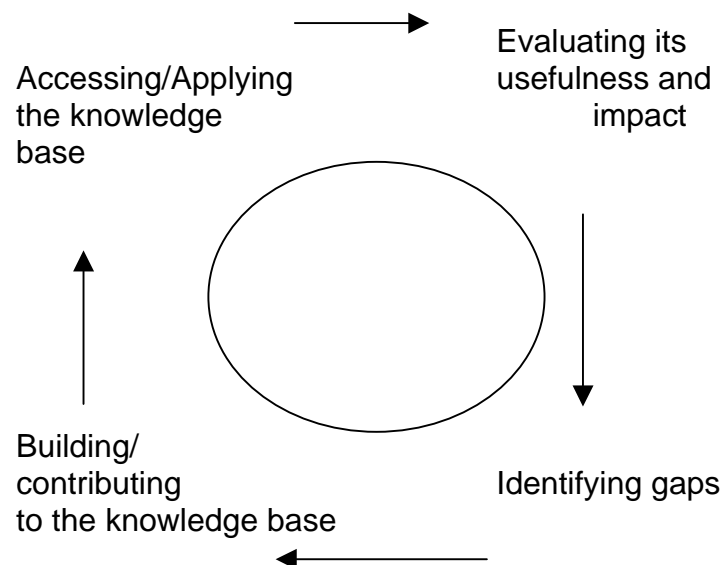 Accessing/Applying
the knowledge
base
Evaluating its
usefulness and
impact
Building/
contributing
to the knowledge base
Identifying gaps